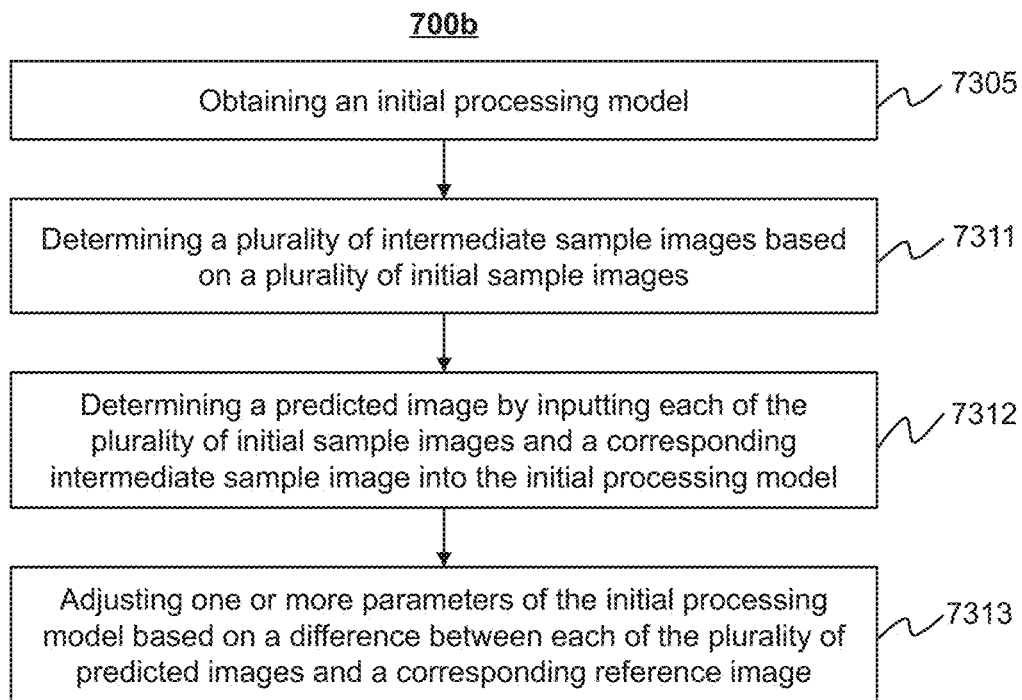 700b
Obtaining an initial processing model
7305
Determining a plurality of intermediate sample images based
on a plurality of initial sample images
7311
Determining a predicted image by inputting each of the
plurality of initial sample images and a corresponding
intermediate sample image into the initial processing model
7312
Adjusting one or more parameters of the initial processing
model based on a difference between each of the plurality of
predicted images and a corresponding reference image
7313